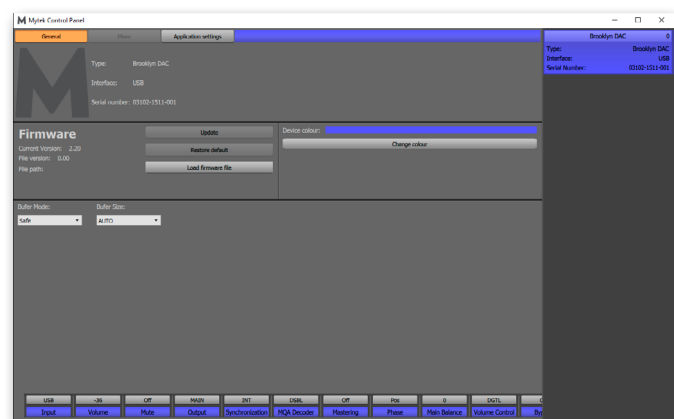 Mytek Control Panel
General Mixer Application settings
Brooklyn DAC 0
Type: Brooklyn DAC
Interface: USB
Serial Number: 03102-1511-001
Type: Brooklyn DAC
Interface: USB
Serial number: 03102-1511-001
Firmware
Current Version: 2.20
File version: 0.00
File path:
Update
Restore default
Load firmware file
Device colour:
Change colour
Bufer Mode: Bufer Size:
Safe AUTO
USB -36 Off MAIN INT DSBL Off Pos 0 DGTL
Input Volume Mute Output Synchronization MQA Decoder Mastering Phase Main Balance Volume Control